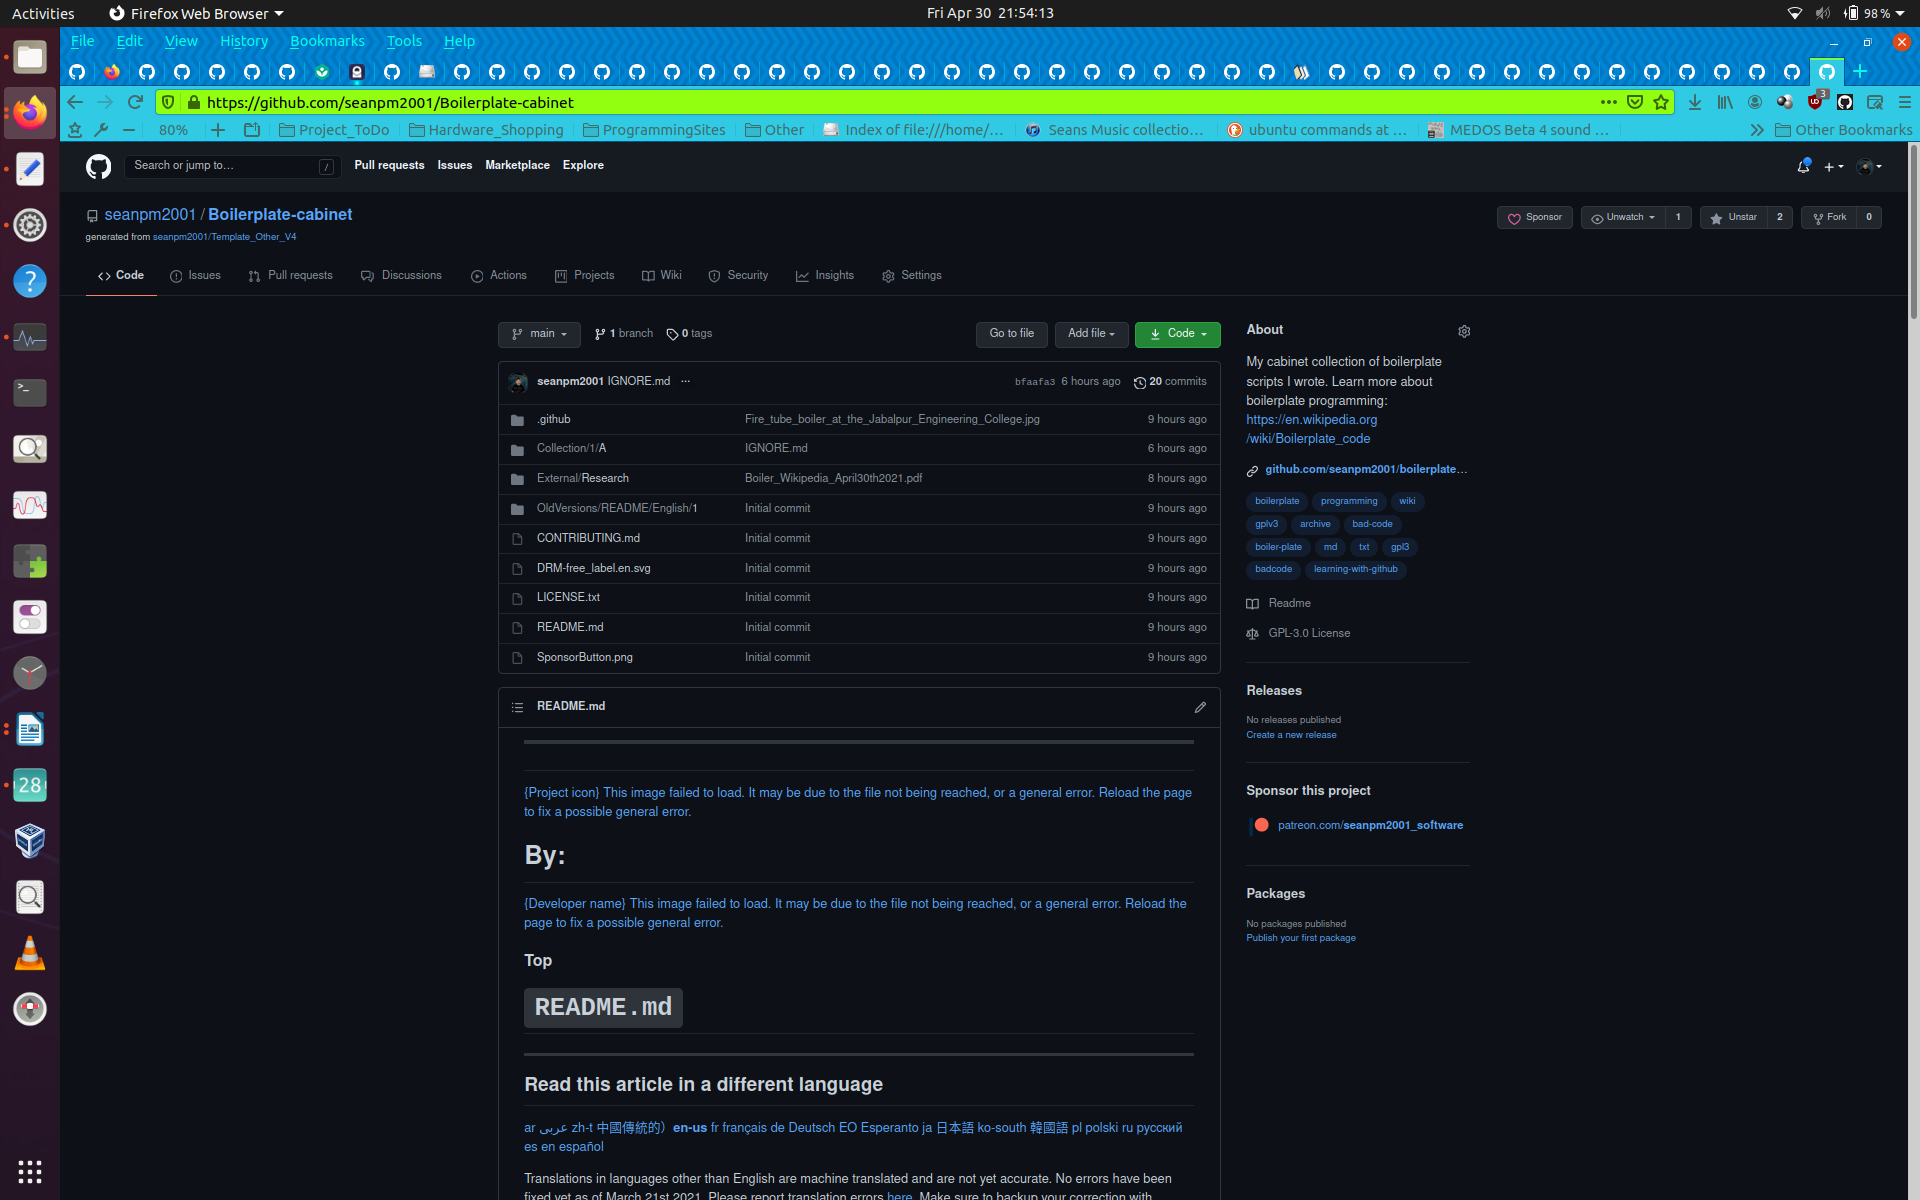 Activities Firefox Web Browser Fri Apr 30 21:54:13 98 %
File Edit View History Bookmarks Tools Help
https://github.com/seanpm2001/Boilerplate-cabinet 3
80% Project_ToDo Hardware_Shopping ProgrammingSites Other Index of file:///home/… Seans Music collectio… ubuntu commands at … MEDOS Beta 4 sound … Other Bookmarks
Search or jump to… / Pull requests Issues Marketplace Explore
seanpm2001 / Boilerplate-cabinet Sponsor Unwatch 1 Unstar 2 Fork 0
generated from seanpm2001/Template_Other_V4
Code Issues Pull requests Discussions Actions Projects Wiki Security Insights Settings
main 1 branch 0 tags Go to file Add file Code
seanpm2001 IGNORE.md ... bfaafa3 6 hours ago 20 commits
.github Fire_tube_boiler_at_the_Jabalpur_Engineering_College.jpg 9 hours ago
Collection/1/A IGNORE.md 6 hours ago
External/Research Boiler_Wikipedia_April30th2021.pdf 8 hours ago
OldVersions/README/English/1 Initial commit 9 hours ago
CONTRIBUTING.md Initial commit 9 hours ago
DRM-free_label.en.svg Initial commit 9 hours ago
LICENSE.txt Initial commit 9 hours ago
README.md Initial commit 9 hours ago
SponsorButton.png Initial commit 9 hours ago
README.md
{Project icon} This image failed to load. It may be due to the file not being reached, or a general error. Reload the page
to fix a possible general error.
By:
{Developer name} This image failed to load. It may be due to the file not being reached, or a general error. Reload the
page to fix a possible general error.
Top
README.md
Read this article in a different language
ar عربى zh-t 中國傳統的）en-us fr français de Deutsch EO Esperanto ja 日本語 ko-south 韓國語 pl polski ru русский
es en español
Translations in languages other than English are machine translated and are not yet accurate. No errors have been
fixed yet as of March 21st 2021. Please report translation errors here. Make sure to backup your correction with
About
My cabinet collection of boilerplate
scripts I wrote. Learn more about
boilerplate programming:
https://en.wikipedia.org
/wiki/Boilerplate_code
github.com/seanpm2001/boilerplate…
boilerplate programming wiki
gplv3 archive bad-code
boiler-plate md txt gpl3
badcode learning-with-github
Readme
GPL-3.0 License
Releases
No releases published
Create a new release
Sponsor this project
patreon.com/seanpm2001_software
Packages
No packages published
Publish your first package
28